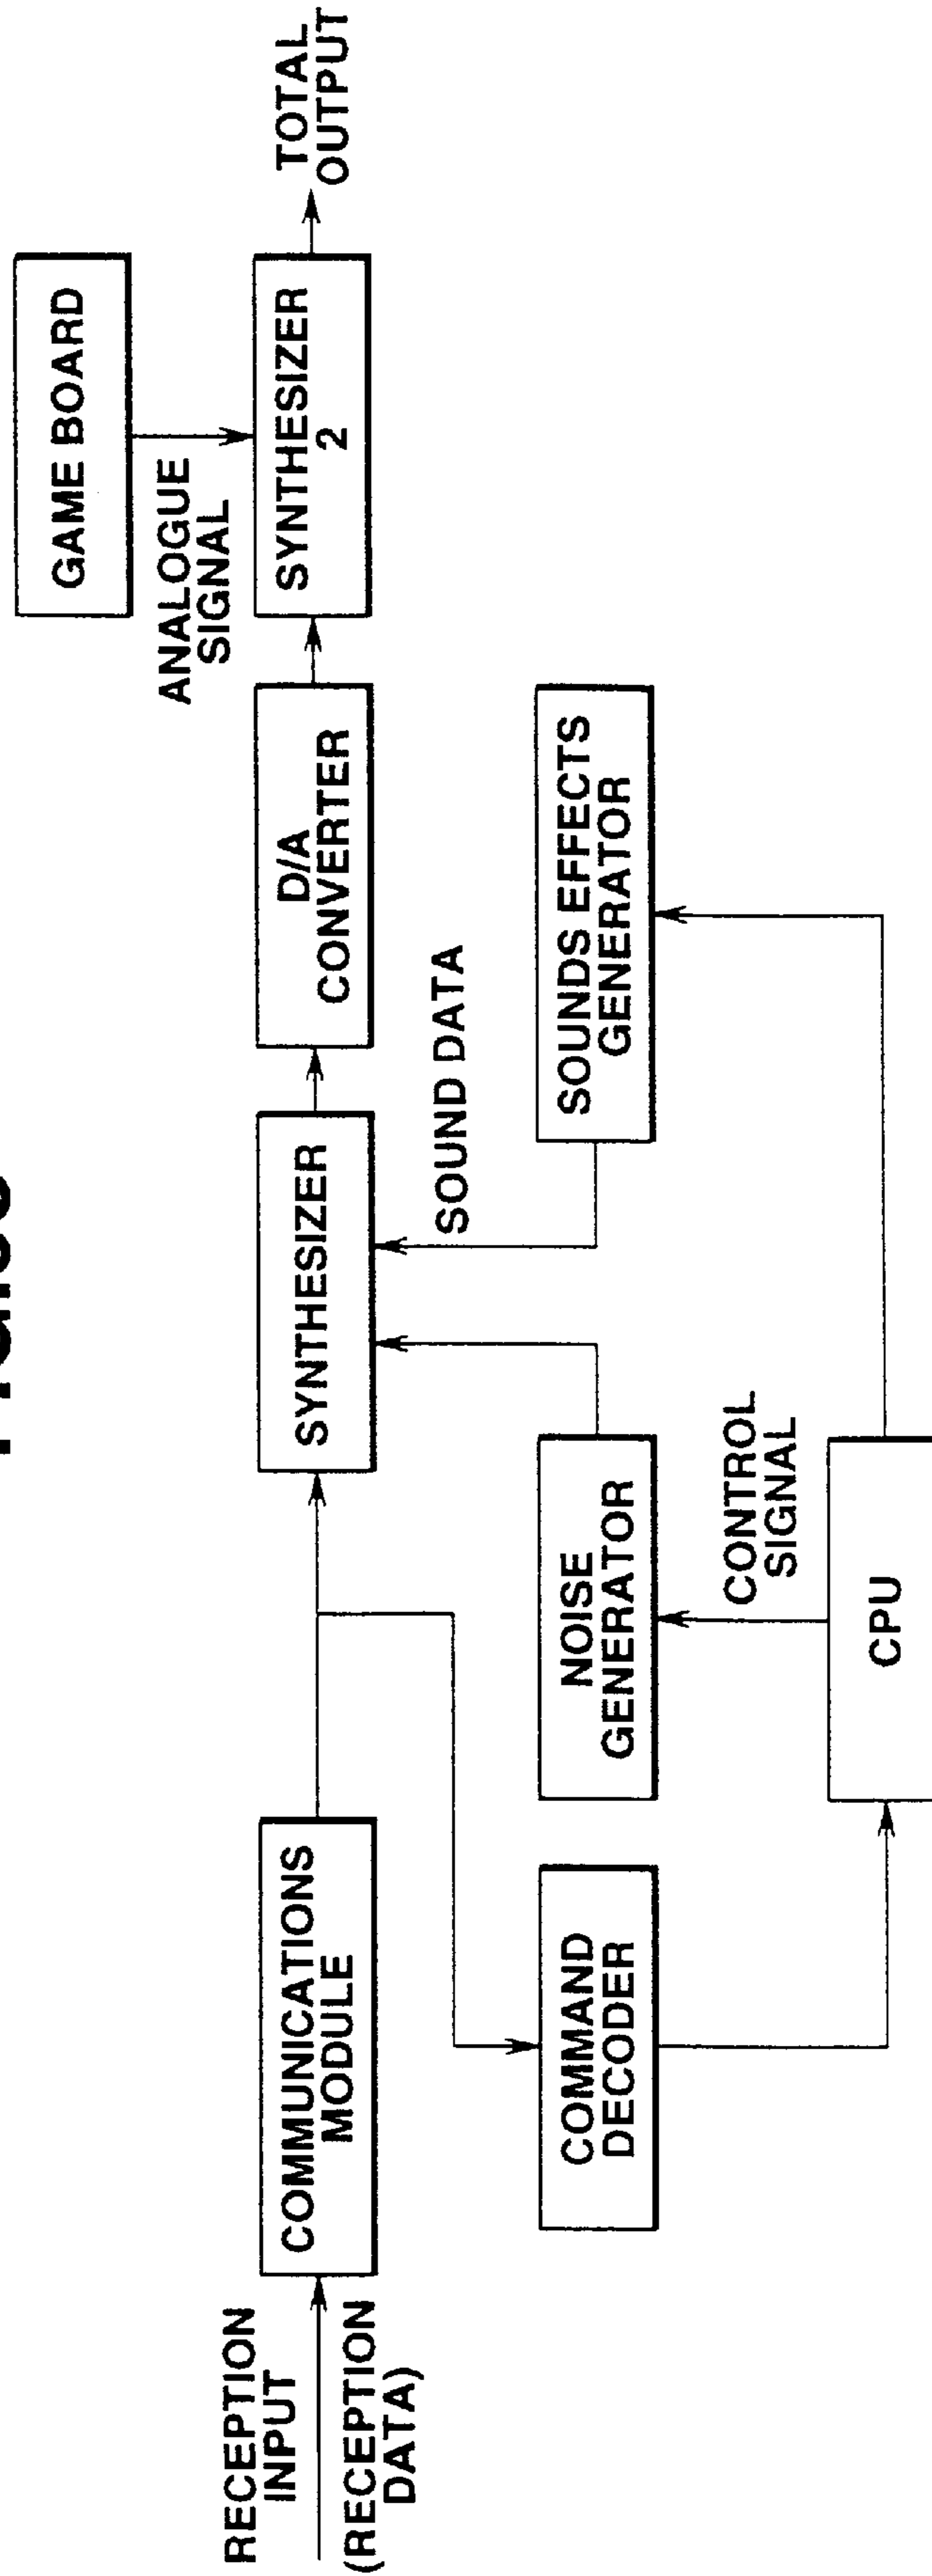 RECEPTION
INPUT
(RECEPTION
DATA)
COMMUNICATIONS
MODULE
SYNTHESIZER
D/A
CONVERTER
GAME BOARD
ANALOGUE
SIGNAL
SYNTHESIZER
2
TOTAL
OUTPUT
SOUND DATA
COMMAND
DECODER
NOISE
GENERATOR
SOUNDS EFFECTS
GENERATOR
CONTROL
SIGNAL
CPU